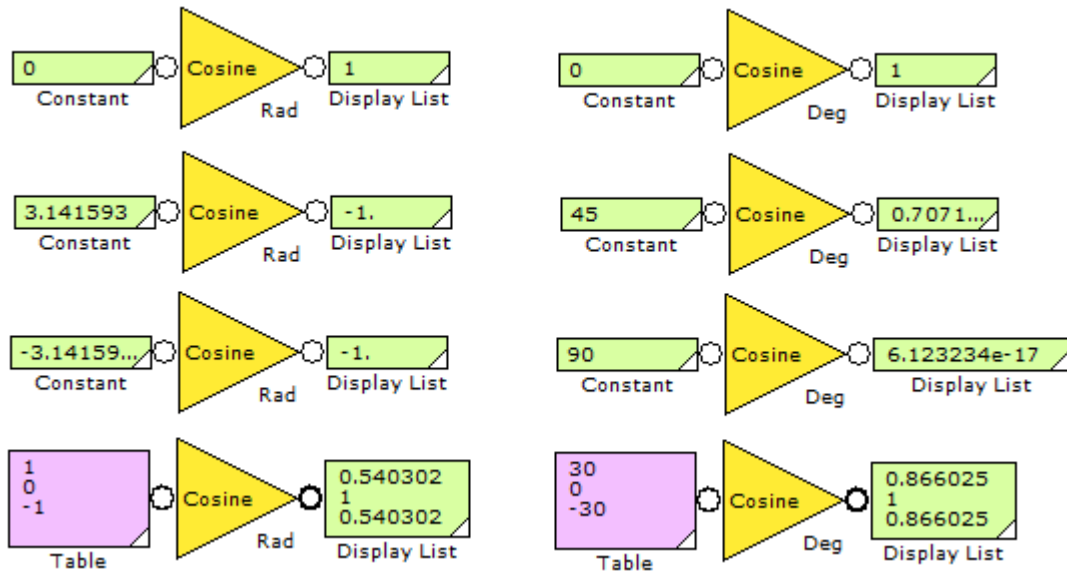 0 Cosine 1
Constant Rad Display List
0 Cosine 1
Constant Deg Display List
3.141593 Cosine -1.
Constant Rad Display List
45 Cosine 0.7071...
Constant Deg Display List
-3.14159... Cosine -1.
Constant Rad Display List
90 Cosine 6.123234e-17
Constant Deg Display List
1
0
-1
Cosine
0.540302
1
0.540302
Table Rad Display List
30
0
-30
Cosine
0.866025
1
0.866025
Table Deg Display List